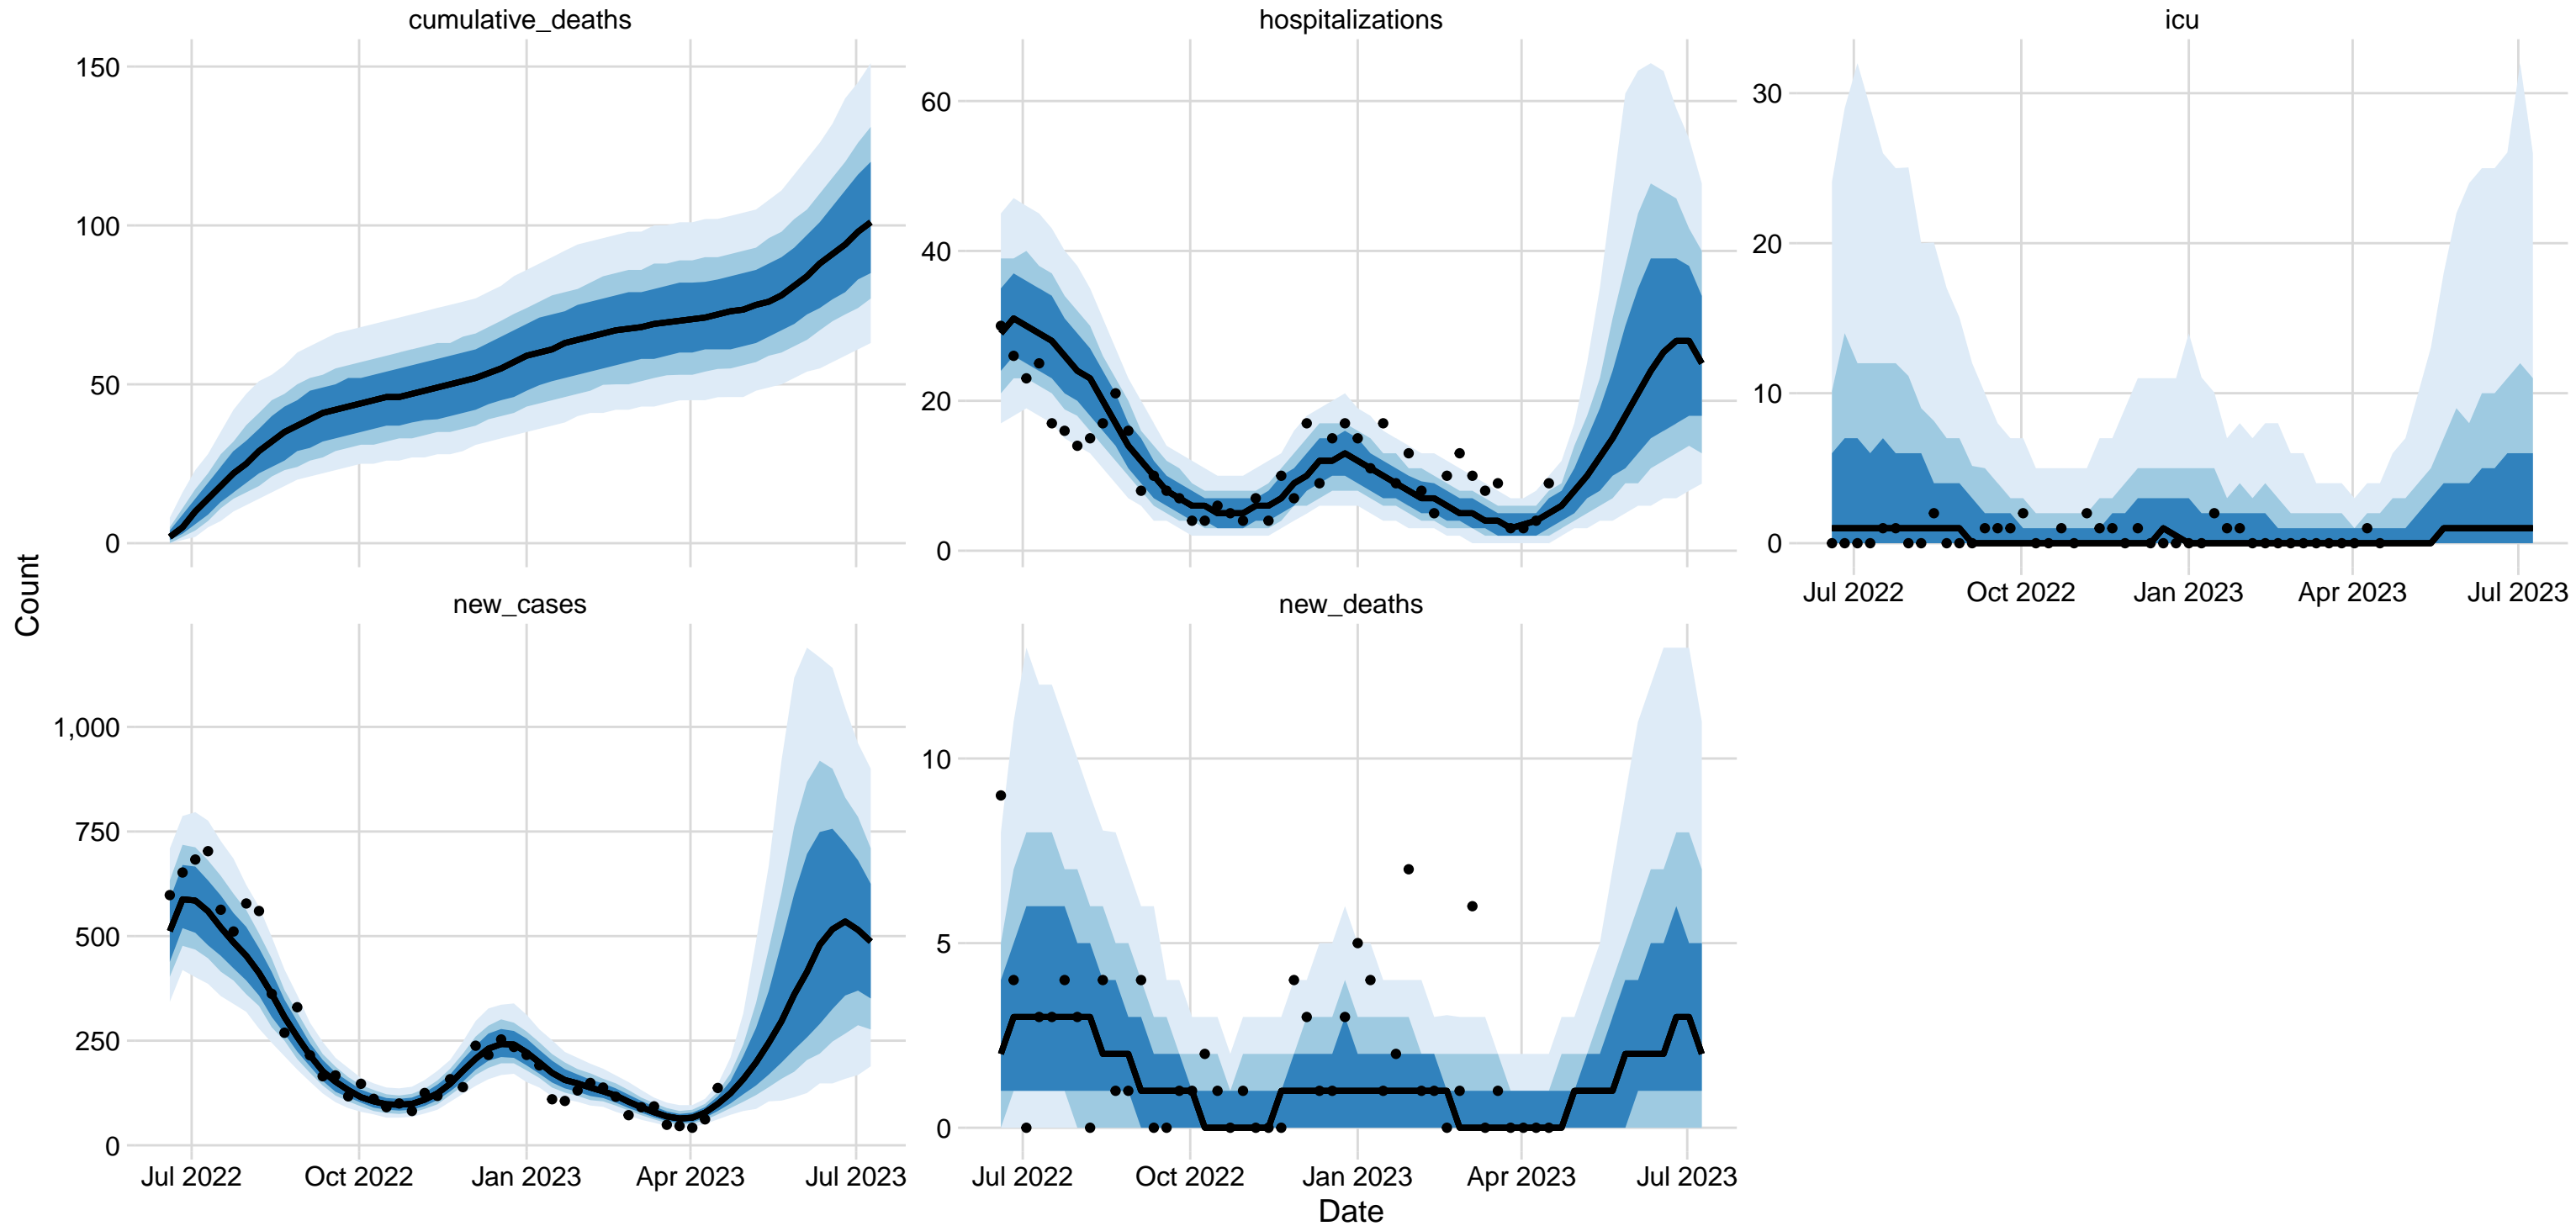 cumulative_deaths
hospitalizations
icu
150
100
50
0
60
40
20
0
30
20
10
0
Jul 2022 Oct 2022 Jan 2023 Apr 2023 Jul 2023
Count
new_cases
new_deaths
1,000
750
500
250
0
10
5
0
Jul 2022 Oct 2022 Jan 2023 Apr 2023 Jul 2023
Jul 2022 Oct 2022 Jan 2023 Apr 2023 Jul 2023
Date